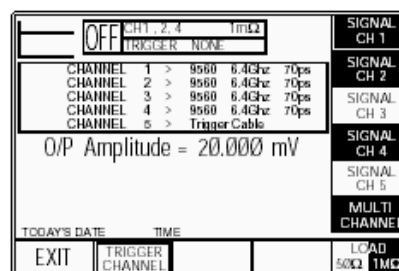 OFF CH1, 2, 4 1mΩ
TRIGGER NONE
CHANNEL 1 > 9560 6.4Ghz 70ps
CHANNEL 2 > 9560 6.4Ghz 70ps
CHANNEL 3 > 9560 6.4Ghz 70ps
CHANNEL 4 > 9560 6.4Ghz 70ps
CHANNEL 5 > Trigger Cable
O/P Amplitude = 20.000 mV
TODAY'S DATE TIME
EXIT
TRIGGER
CHANNEL
SIGNAL
CH 1
SIGNAL
CH 2
SIGNAL
CH 3
SIGNAL
CH 4
SIGNAL
CH 5
MULTI
CHANNEL
LOAD
50Ω 1MΩ